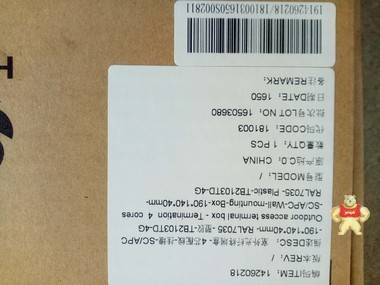 编码ITEM: 14260218
版本REV: /
描述DESC: 室外光纤终端盒-4芯配线-挂墙-SC/APC
-190*140*40mm-RAL7035-塑胶-TB2103TD-4G
Outdoor access terminal box - Termination 4 cores
-SC/APC-Wall-mounting Box-190*140*40mm-
RAL7035-Plastic-TB2103TD-4G
型号MODEL: /
原产地C.O. CHINA
数量QTY: 1 PCS
代码CODE: 181003
批次号LOT NO: 16503680
日期DATE: 1650
备注REMARK:
1914260218/1810031650S002811